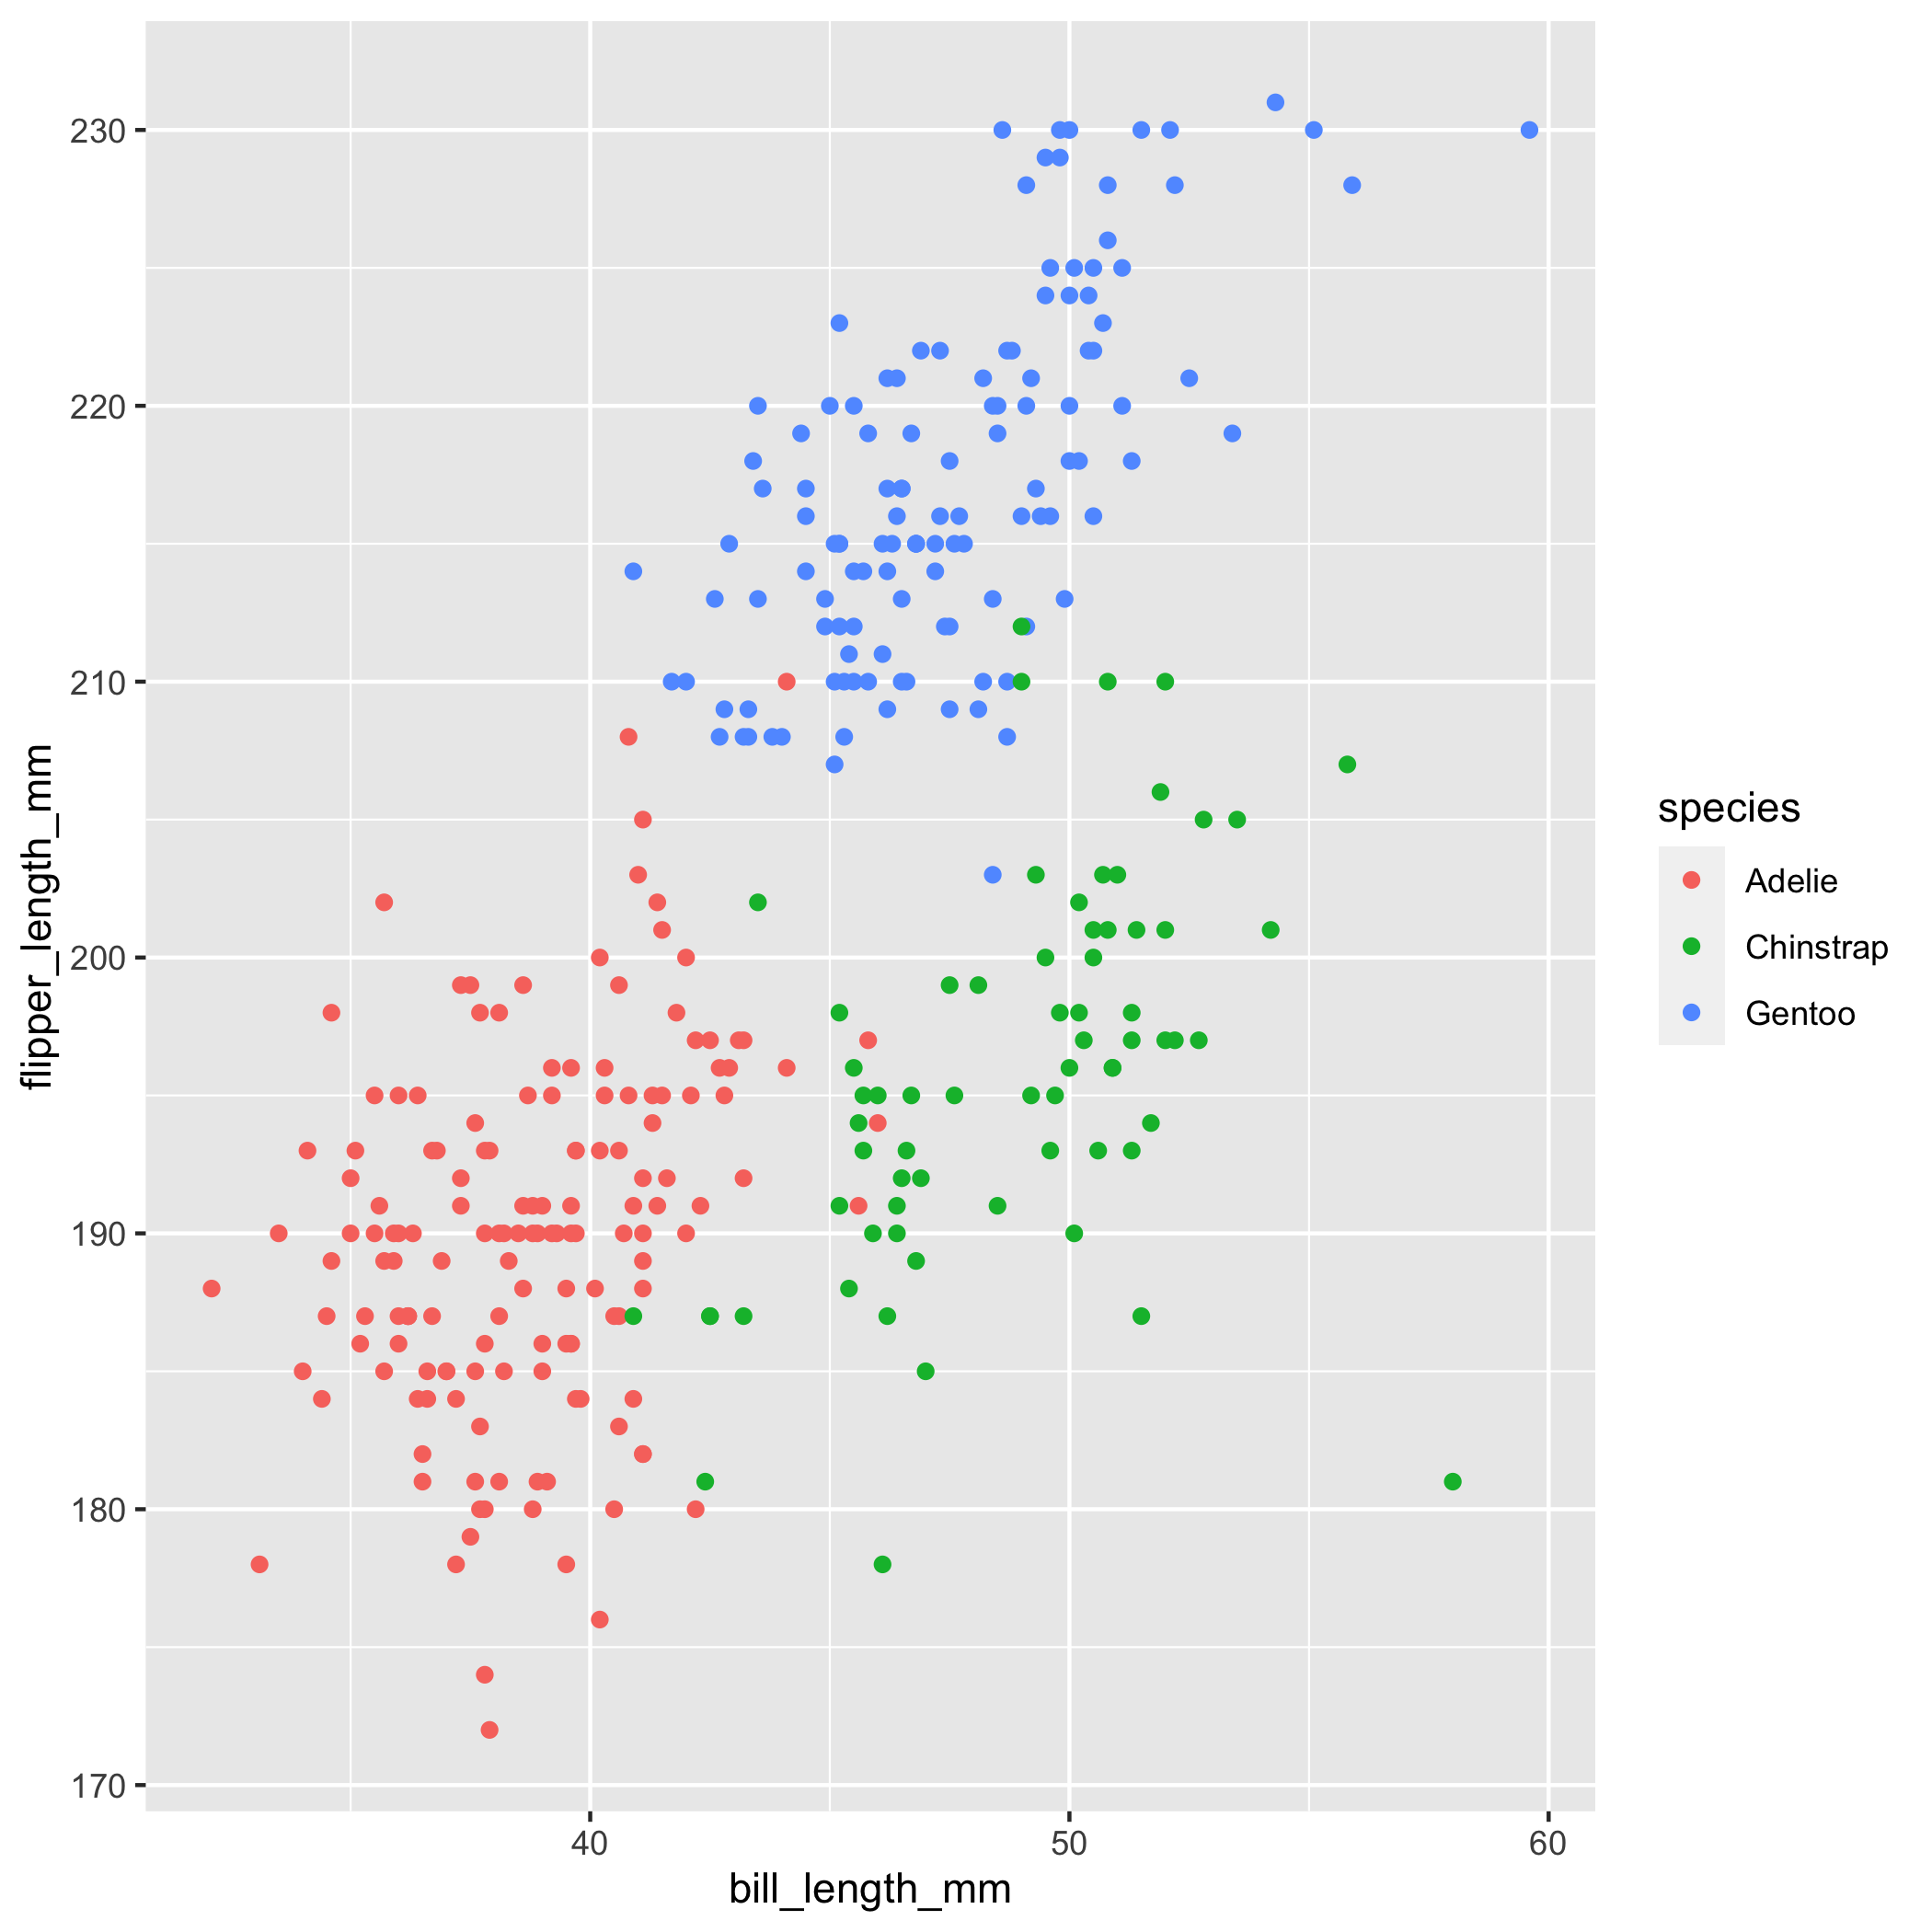 230
220
210
200
190
180
170
40
50
60
bill_length_mm
flipper_length_mm
species
Adelie
Chinstrap
Gentoo